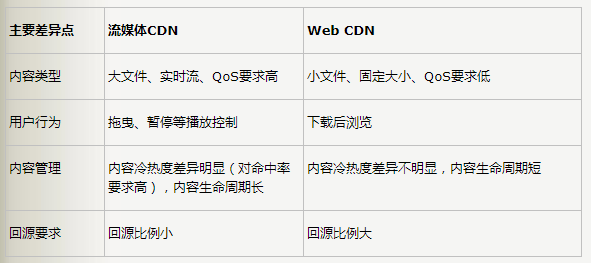 主要差异点 流媒体CDN Web CDN
内容类型 大文件、实时流、QoS要求高 小文件、固定大小、QoS要求低
用户行为 拖曳、暂停等播放控制 下载后浏览
内容管理 内容冷热度差异明显（对命中率 内容冷热度差异不明显，内容生命周期短
要求高），内容生命周期长
回源要求 回源比例小 回源比例大